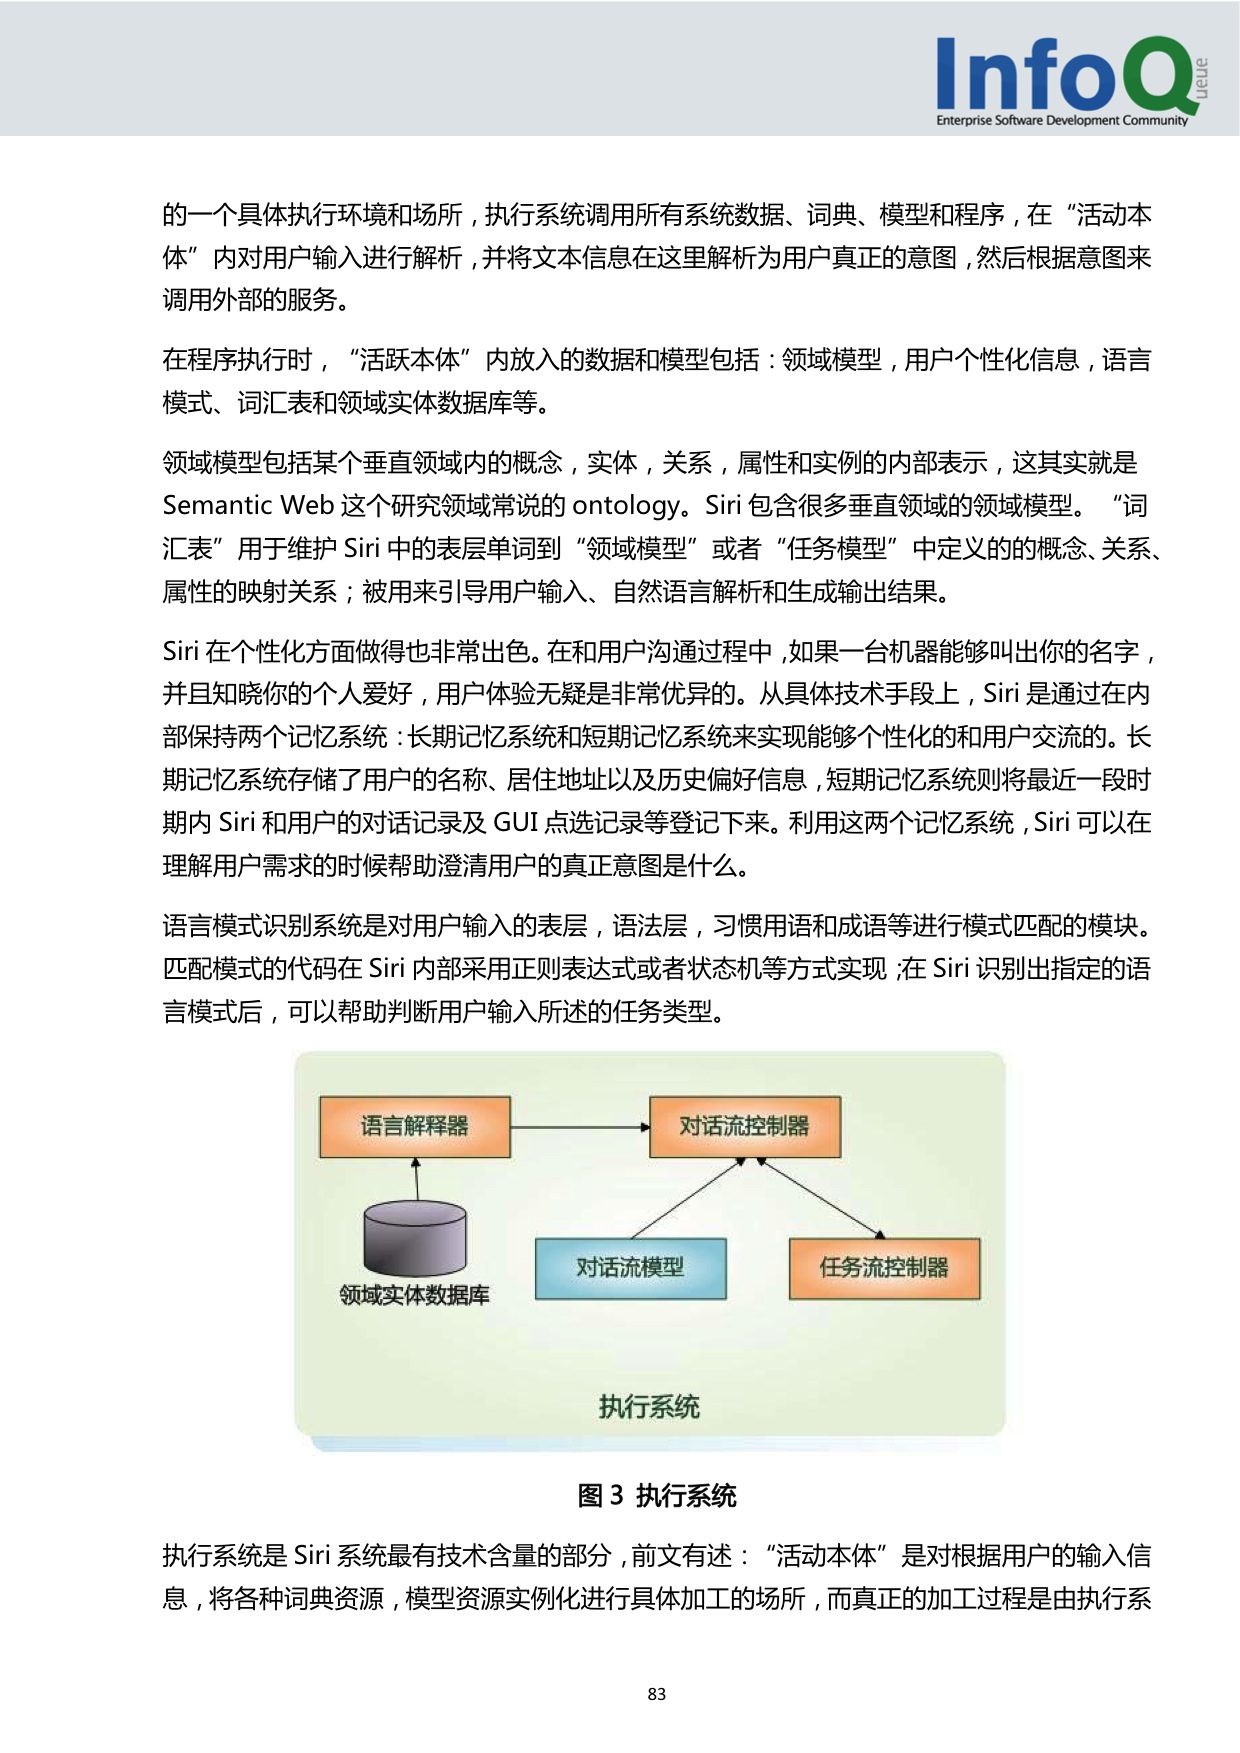 InfoQ
ueue
Enterprise Software Development Community
的一个具体执行环境和场所，执行系统调用所有系统数据、词典、模型和程序，在“活动本
体”内对用户输入进行解析，并将文本信息在这里解析为用户真正的意图，然后根据意图来
调用外部的服务。
在程序执行时，“活跃本体”内放入的数据和模型包括：领域模型，用户个性化信息，语言
模式、词汇表和领域实体数据库等。
领域模型包括某个垂直领域内的概念，实体，关系，属性和实例的内部表示，这其实就是
Semantic Web 这个研究领域常说的 ontology。Siri 包含很多垂直领域的领域模型。“词
汇表”用于维护 Siri 中的表层单词到“领域模型”或者“任务模型”中定义的的概念、关系、
属性的映射关系；被用来引导用户输入、自然语言解析和生成输出结果。
Siri 在个性化方面做得也非常出色。在和用户沟通过程中，如果一台机器能够叫出你的名字，
并且知晓你的个人爱好，用户体验无疑是非常优异的。从具体技术手段上，Siri 是通过在内
部保持两个记忆系统：长期记忆系统和短期记忆系统来实现能够个性化的和用户交流的。长
期记忆系统存储了用户的名称、居住地址以及历史偏好信息，短期记忆系统则将最近一段时
期内 Siri 和用户的对话记录及 GUI 点选记录等登记下来。利用这两个记忆系统，Siri 可以在
理解用户需求的时候帮助澄清用户的真正意图是什么。
语言模式识别系统是对用户输入的表层，语法层，习惯用语和成语等进行模式匹配的模块。
匹配模式的代码在 Siri 内部采用正则表达式或者状态机等方式实现；在 Siri 识别出指定的语
言模式后，可以帮助判断用户输入所述的任务类型。
语言解释器
对话流控制器
对话流模型
任务流控制器
领域实体数据库
执行系统
图 3 执行系统
执行系统是 Siri 系统最有技术含量的部分，前文有述：“活动本体”是对根据用户的输入信
息，将各种词典资源，模型资源实例化进行具体加工的场所，而真正的加工过程是由执行系
83